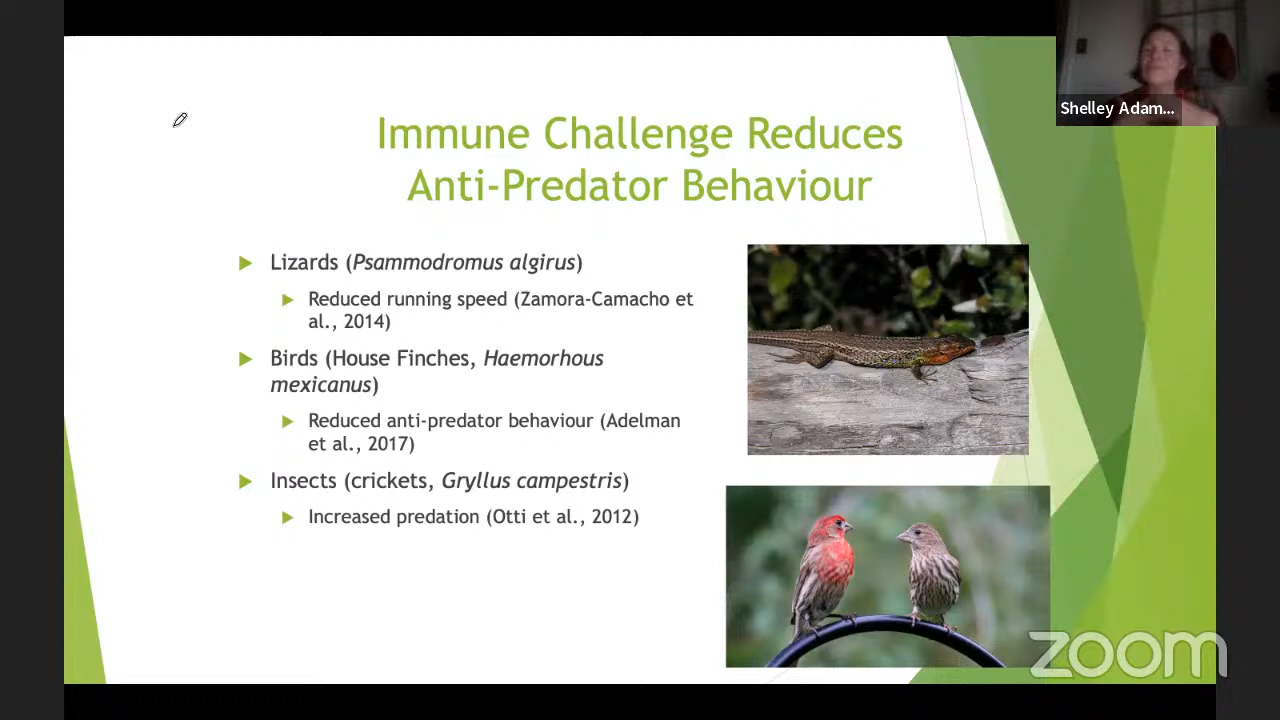 Shelley Adam...
Immune Challenge Reduces
Anti-Predator Behaviour
Lizards (Psammodromus algirus)
Reduced running speed (Zamora-Camacho et
al., 2014)
Birds (House Finches, Haemorhous
mexicanus)
Reduced anti-predator behaviour (Adelman
et al., 2017)
Insects (crickets, Gryllus campestris)
Increased predation (Otti et al., 2012)
zoom